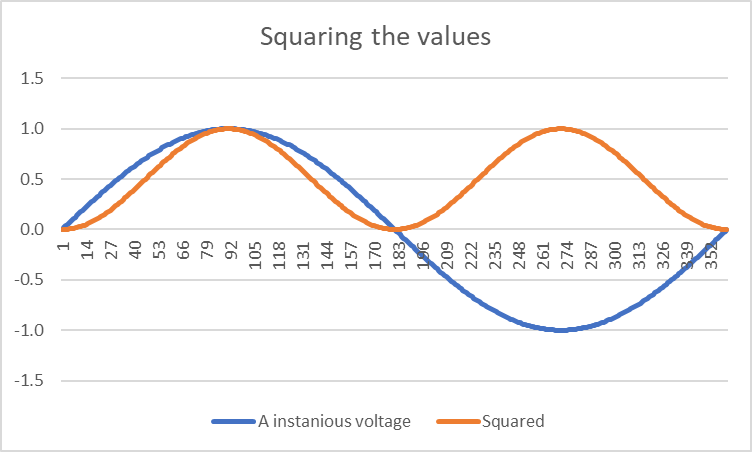 Squaring the values
1.5
1.0
0.5
0.0
1 14 27 40 53 66 79 92 105 118 131 144 157 170 183 196 209 222 235 248 261 274 287 300 313 326 339 352
-0.5
-1.0
-1.5
A instanious voltage Squared